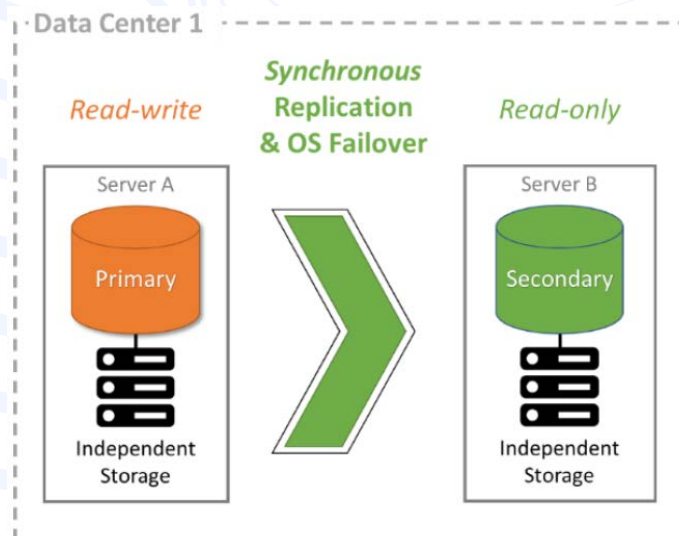 Data Center 1
Synchronous
Replication
& OS Failover
Read-write
Read-only
Server A
Primary
Independent
Storage
Server B
Secondary
Independent
Storage